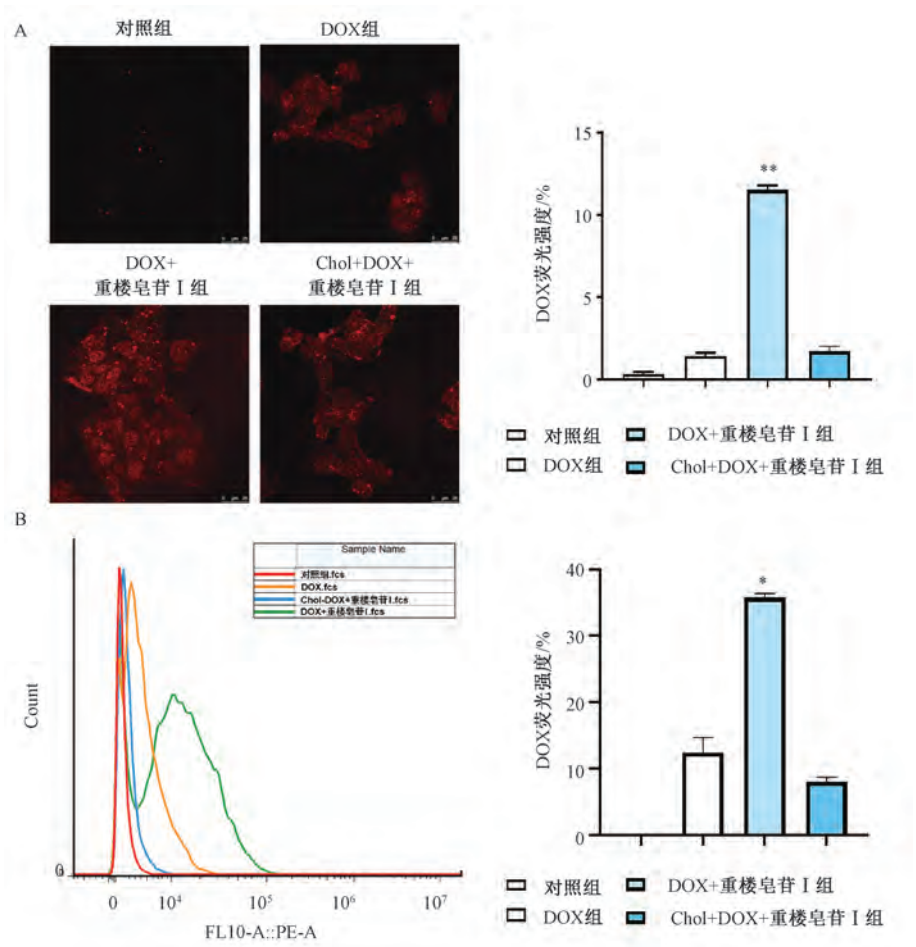 A
对照组
DOX组
DOX+
重楼皂苷Ⅰ组
Chol+DOX+
重楼皂苷Ⅰ组
DOX荧光强度/%
15
10
5
0
**
对照组
DOX+重楼皂苷Ⅰ组
DOX组
Chol+DOX+重楼皂苷Ⅰ组
B
Count
0
Sample Name
对照组.fcs
DOX.fcs
Chol-DOX+重楼皂苷I.fcs
DOX+重楼皂苷I.fcs
0
10⁴
10⁵
10⁶
10⁷
FL10-A::PE-A
DOX荧光强度/%
40
30
20
10
0
*
对照组
DOX+重楼皂苷Ⅰ组
DOX组
Chol+DOX+重楼皂苷Ⅰ组